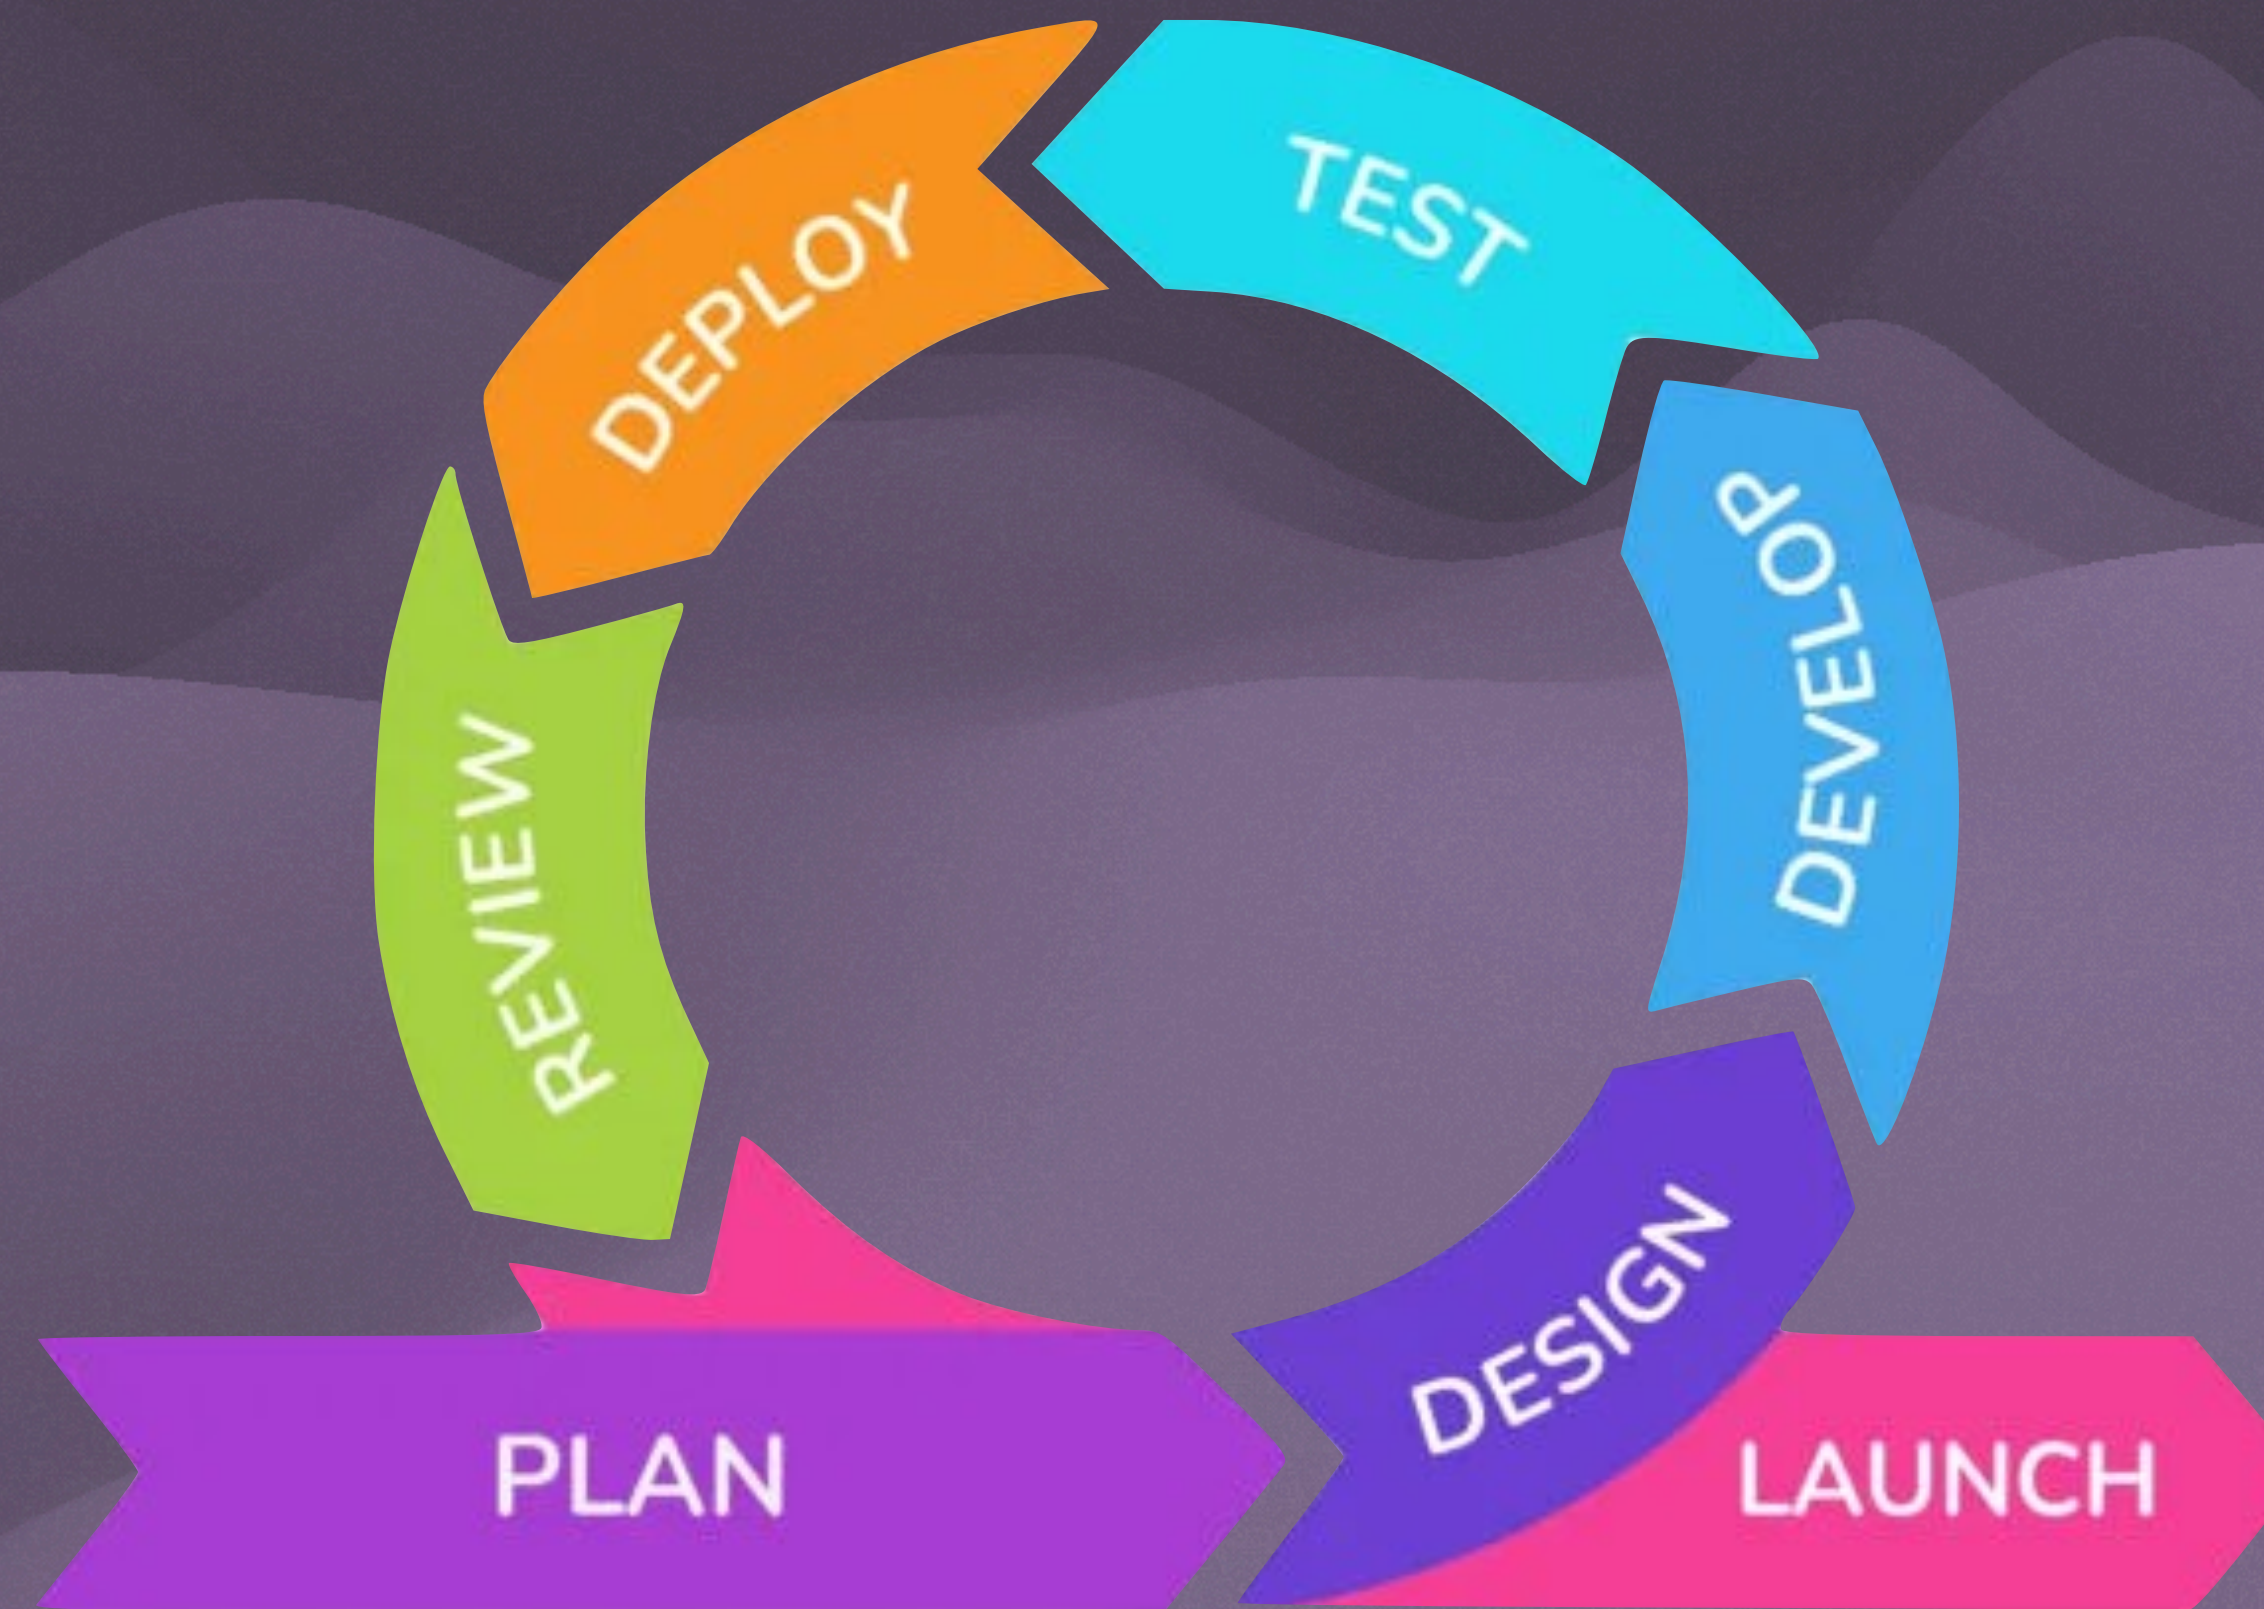 PLAN
DESIGN
DEVELOP
TEST
DEPLOY
REVIEW
LAUNCH